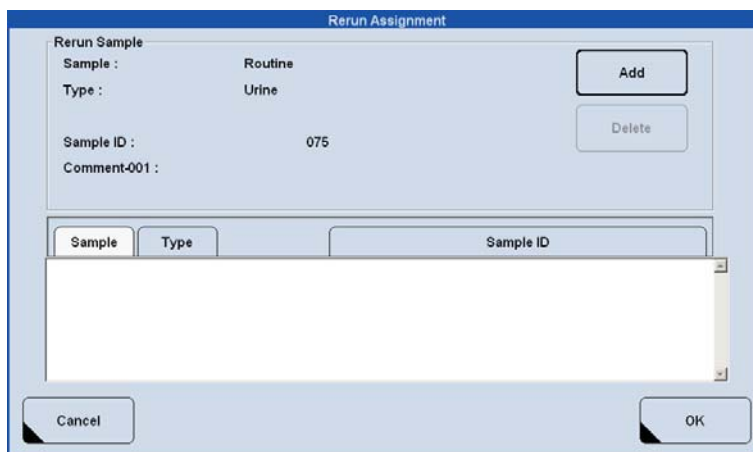 Rerun Assignment
Rerun Sample
Sample : Routine
Type : Urine
Add
Sample ID : 075
Delete
Comment-001 :
Sample Type Sample ID
Cancel OK